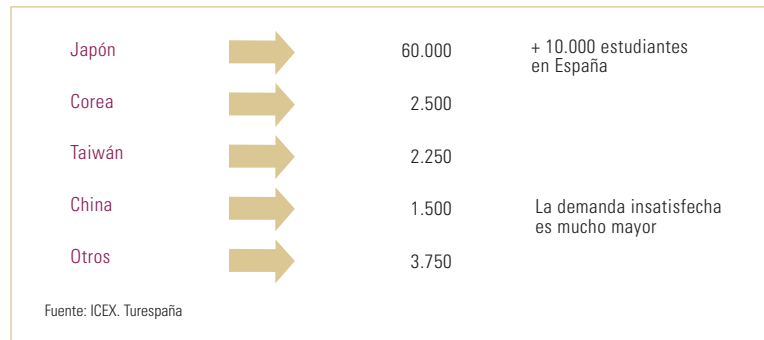 Japón 60.000 + 10.000 estudiantes
en España
Corea 2.500
Taiwán 2.250
China 1.500 La demanda insatisfecha
es mucho mayor
Otros 3.750
Fuente: ICEX. Turespaña